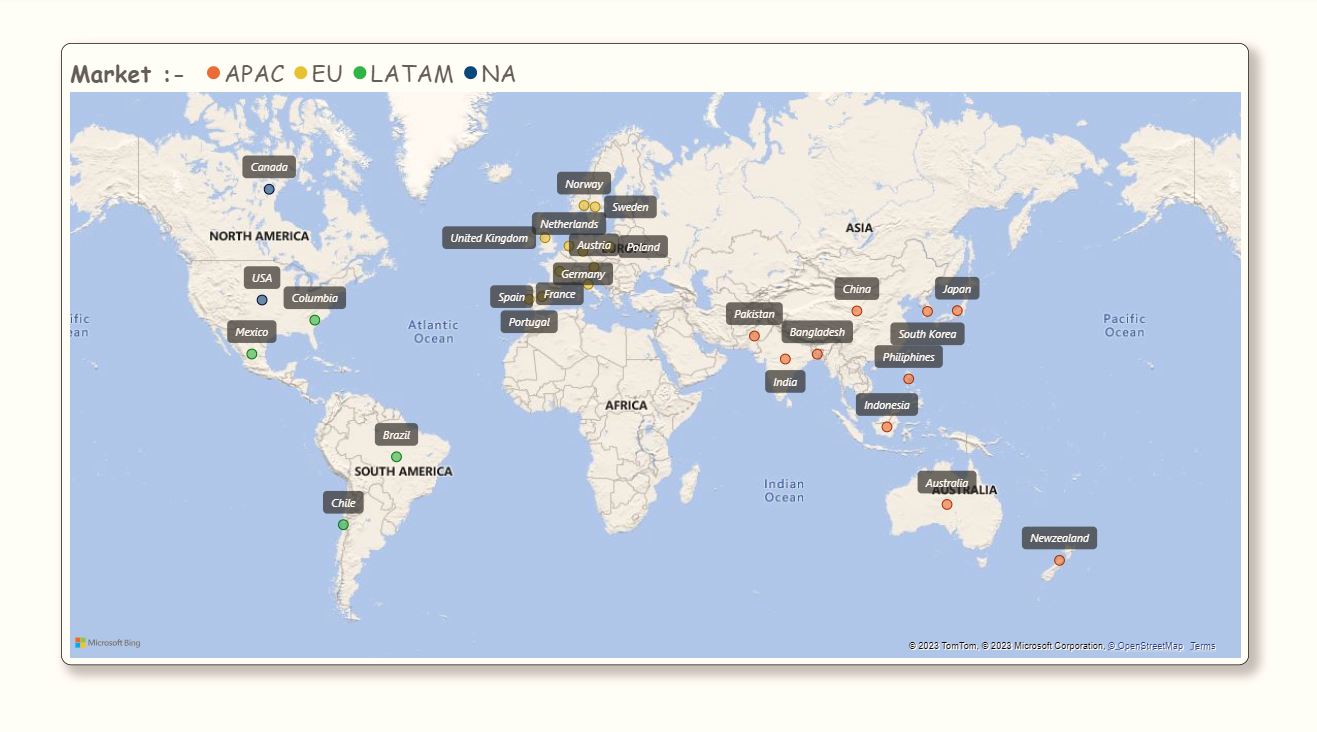 Market :- APAC EU LATAM NA
Canada
Norway
Sweden
Netherlands
United Kingdom
NORTH AMERICA
ASIA
Austria
Poland
Germany
USA
Columbia
Spain
France
China
Japan
Pakistan
Mexico
Atlantic
Ocean
Portugal
Bangladesh
South Korea
Pacific
Ocean
ific
ean
Philiphines
India
AFRICA
Indonesia
Brazil
SOUTH AMERICA
Australia
AUSTRALIA
Indian
Ocean
Chile
Newzealand
Microsoft Bing
© 2023 TomTom, © 2023 Microsoft Corporation, © OpenStreetMap Terms